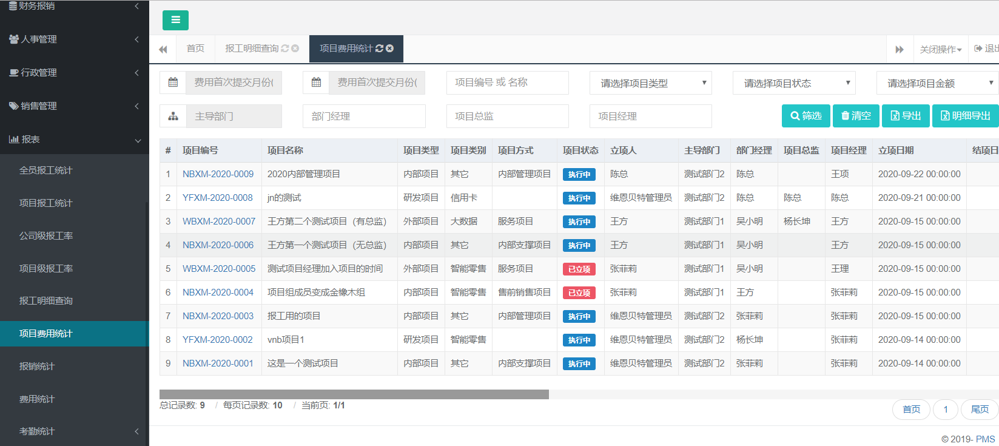 财务报销
人事管理
行政管理
销售管理
报表
全员报工统计
项目报工统计
公司级报工率
项目级报工率
报工明细查询
项目费用统计
报销统计
费用统计
考勤统计
首页 报工明细查询 项目费用统计 关闭操作 退出
费用首次提交月份( 费用首次提交月份( 项目编号 或 名称 请选择项目类型 请选择项目状态 请选择项目金额
主导部门 部门经理 项目总监 项目经理 筛选 清空 导出 明细导出
# 项目编号 项目名称 项目类型 项目类别 项目方式 项目状态 立项人 主导部门 部门经理 项目总监 项目经理 立项日期 结项日
1 NBXM-2020-0009 2020内部管理项目 内部项目 其它 内部管理项目 执行中 陈总 测试部门2 陈总 王项 2020-09-22 00:00:00
2 YFXM-2020-0008 jn的测试 研发项目 信用卡 执行中 维恩贝特管理员 测试部门2 陈总 陈总 陈总 2020-09-21 00:00:00
3 WBXM-2020-0007 王方第二个测试项目（有总监） 外部项目 大数据 服务项目 执行中 王方 测试部门1 吴小明 杨长坤 王方 2020-09-15 00:00:00
4 NBXM-2020-0006 王方第一个测试项目（无总监） 内部项目 其它 内部支撑项目 执行中 王方 测试部门1 吴小明 王方 2020-09-15 00:00:00
5 WBXM-2020-0005 测试项目经理加入项目的时间 外部项目 智能零售 服务项目 已立项 张菲莉 测试部门1 吴小明 王理 2020-09-15 00:00:00
6 NBXM-2020-0004 项目组成员变成金橡木组 内部项目 智能零售 售前销售项目 已立项 张菲莉 测试部门1 王方 张菲莉 2020-09-15 00:00:00
7 NBXM-2020-0003 报工用的项目 内部项目 其它 内部管理项目 执行中 维恩贝特管理员 测试部门2 张菲莉 张菲莉 2020-09-15 00:00:00
8 YFXM-2020-0002 vnb项目1 研发项目 智能零售 执行中 维恩贝特管理员 测试部门2 杨长坤 张菲莉 2020-09-14 00:00:00
9 NBXM-2020-0001 这是一个测试项目 内部项目 其它 内部支撑项目 执行中 维恩贝特管理员 测试部门2 张菲莉 张菲莉 2020-09-14 00:00:00
总记录数: 9 / 每页记录数: 10 / 当前页: 1/1
首页 1 尾页
© 2019- PMS